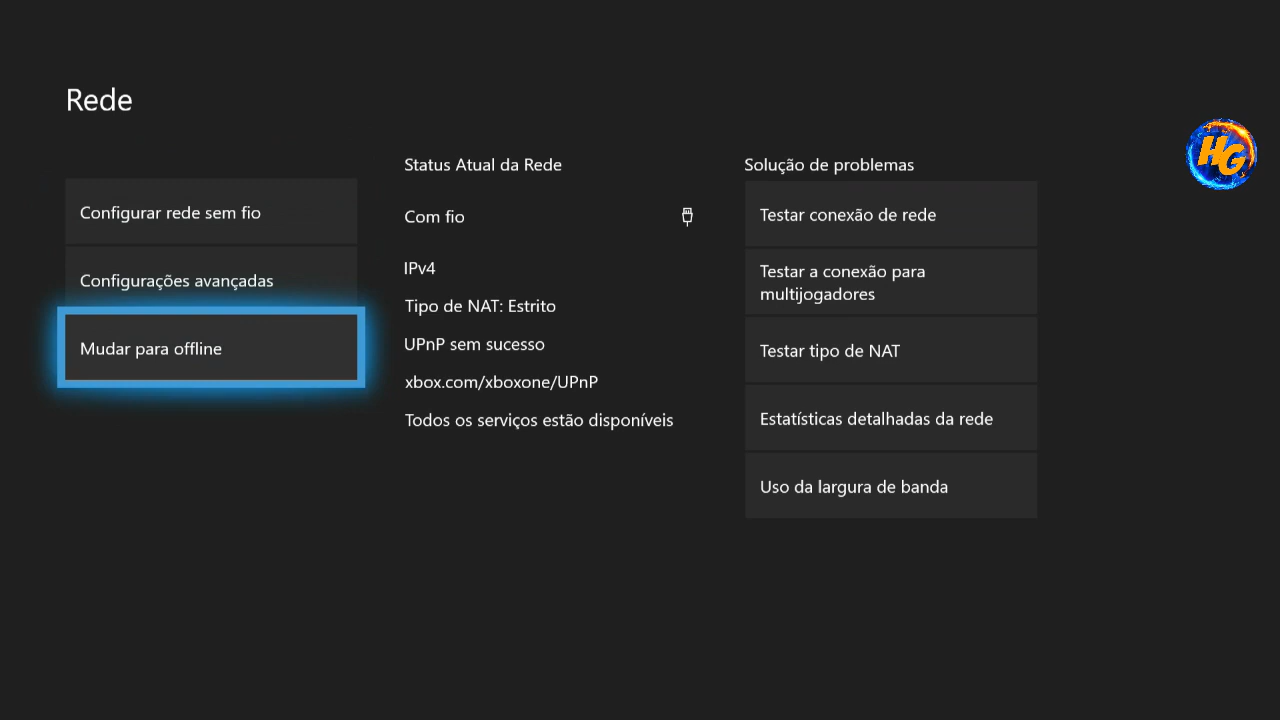 Rede
Configurar rede sem fio
Configurações avançadas
Mudar para offline
Status Atual da Rede
Com fio
IPv4
Tipo de NAT: Estrito
UPnP sem sucesso
xbox.com/xboxone/UPnP
Todos os serviços estão disponíveis
Solução de problemas
Testar conexão de rede
Testar a conexão para
multijogadores
Testar tipo de NAT
Estatísticas detalhadas da rede
Uso da largura de banda
HG